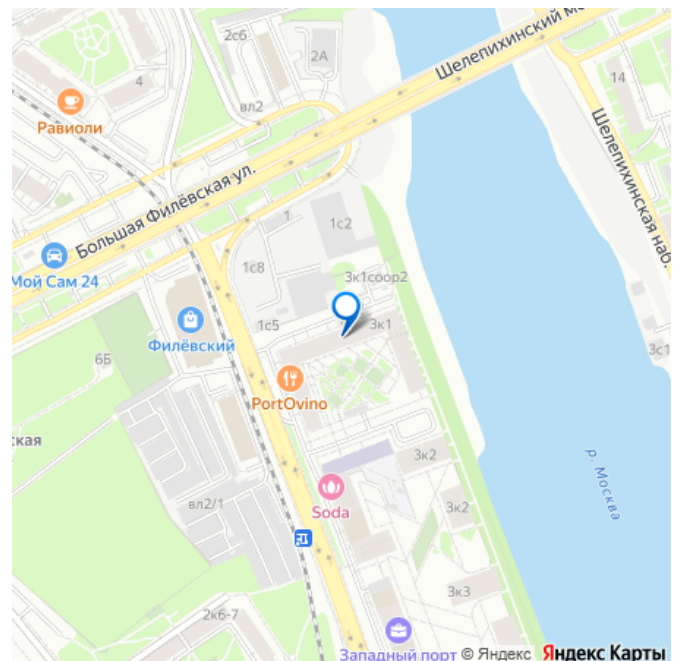 2с6
2А
Шелепихинский мо
4
вл2
14
Равиоли
Шелепихинская наб.
Большая Филёвская ул.
1
1с2
Мой Сам 24
1с8
3к1соор2
1с5
3к1
Филёвский
3с1
6Б
PortOvino
ская
3к2
р. Москва
Soda
вл2/1
3к2
3к3
2к6-7
Западный порт
© Яндекс Яндекс Карты